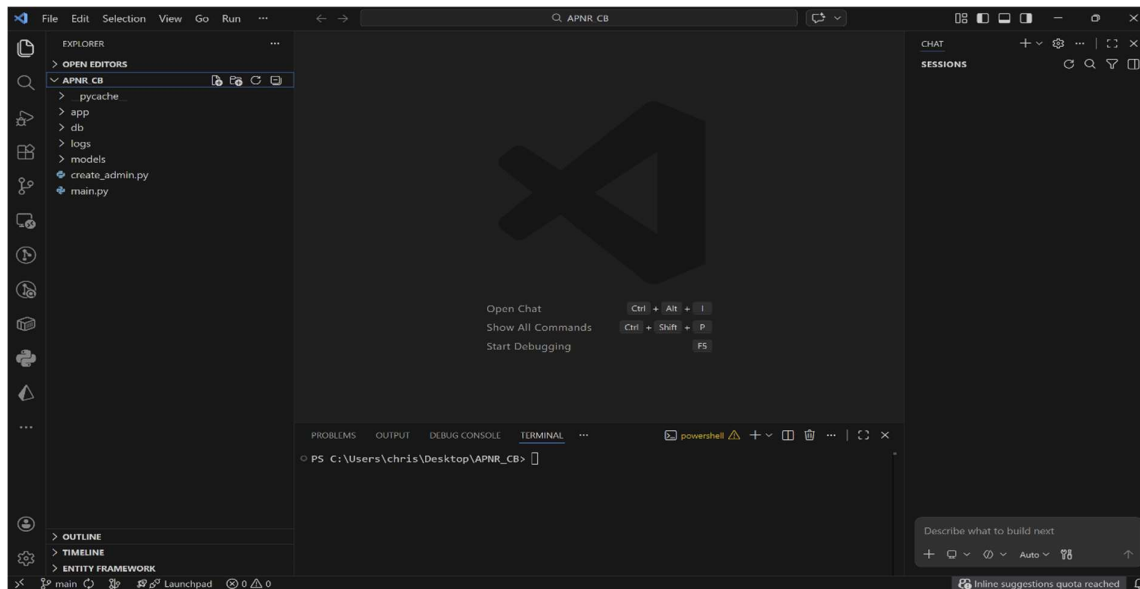 File Edit Selection View Go Run ... APNR CB
EXPLORER ...
OPEN EDITORS
APNR CB
pycache
app
db
logs
models
create_admin.py
main.py
OUTLINE
TIMELINE
ENTITY FRAMEWORK
Open Chat Ctrl + Alt + I
Show All Commands Ctrl + Shift + P
Start Debugging F5
PROBLEMS OUTPUT DEBUG CONSOLE TERMINAL ... powershell
PS C:\Users\chris\Desktop\APNR_CB>
CHAT
SESSIONS
Describe what to build next
Auto
main Launchpad 0 0 Inline suggestions quota reached